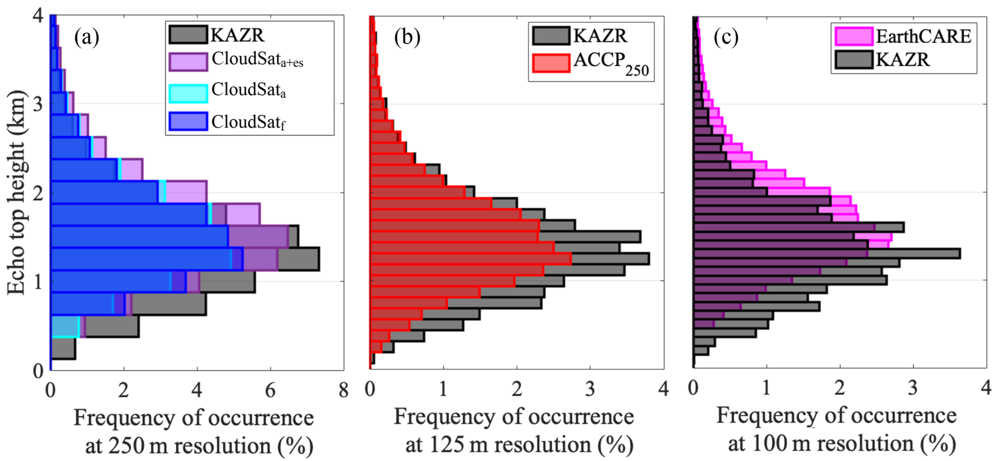 (a)
KAZR
CloudSata+es
CloudSata
CloudSatf
(b)
KAZR
ACCP250
(c)
EarthCARE
KAZR
Echo top height (km)
4
3
2
1
0
0 2 4 6 8
0 1 2 3 4
0 1 2 3 4
Frequency of occurrence
at 250 m resolution (%)
Frequency of occurrence
at 125 m resolution (%)
Frequency of occurrence
at 100 m resolution (%)